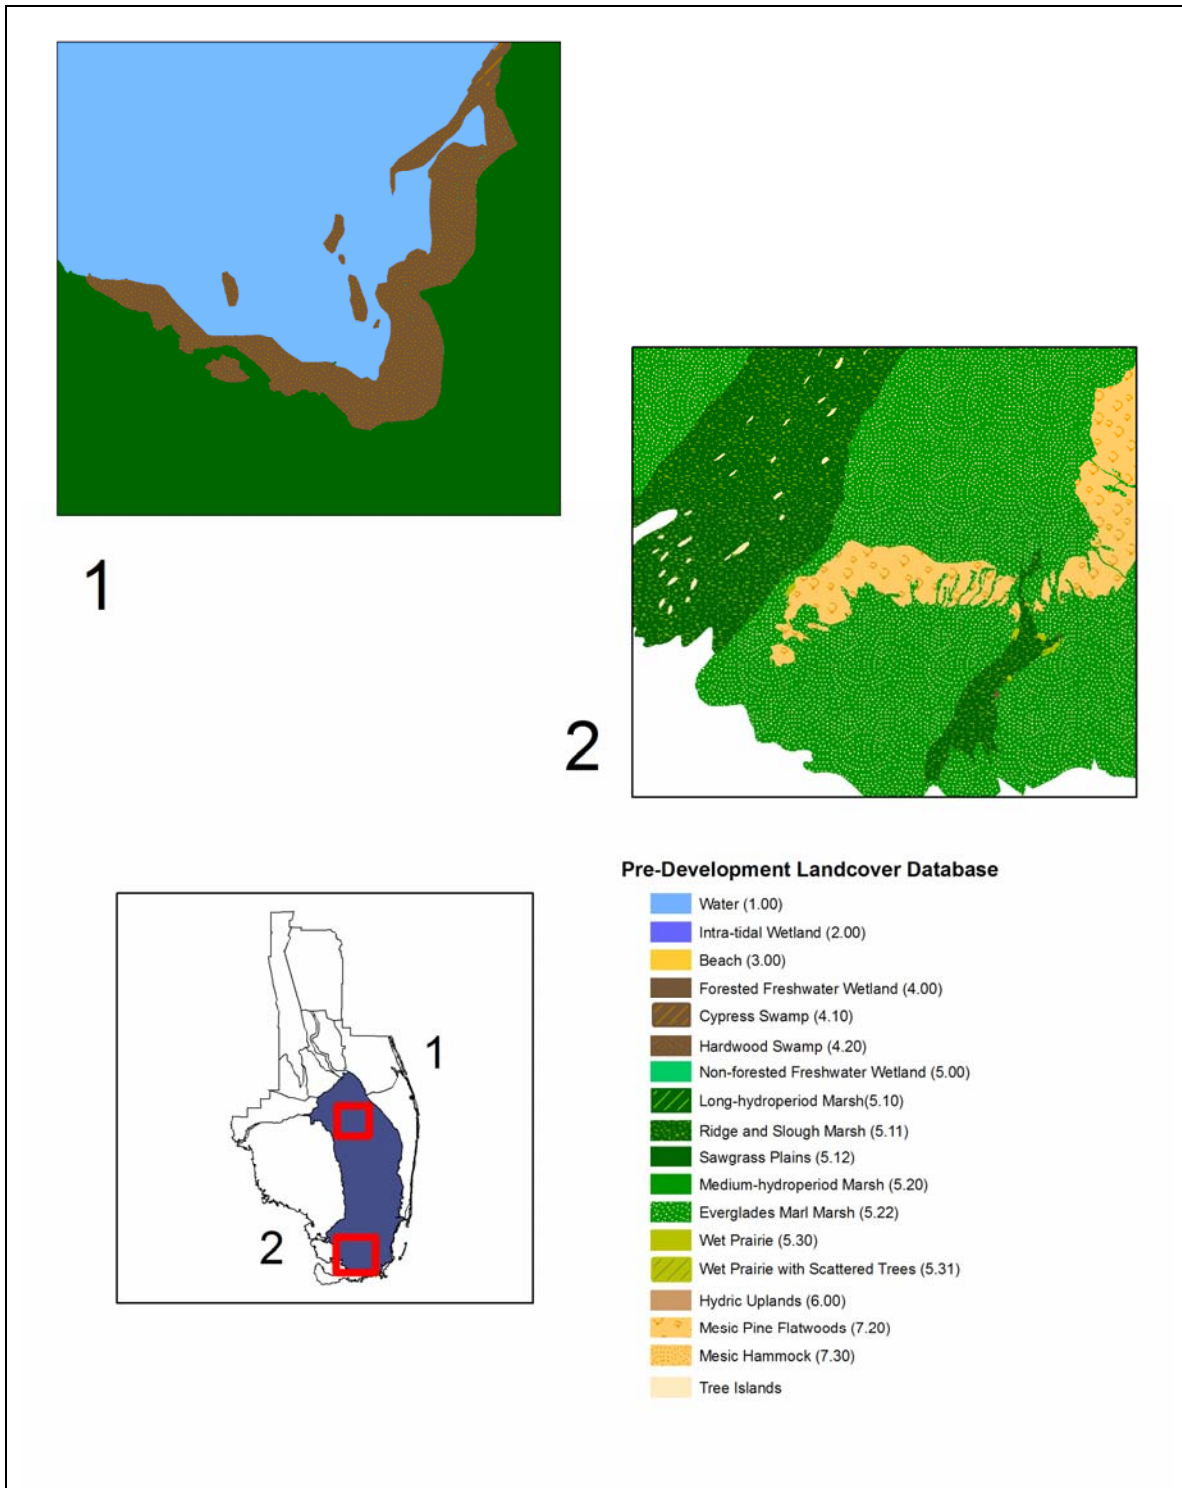 1
2
Pre-Development Landcover Database
Water (1.00)
Intra-tidal Wetland (2.00)
Beach (3.00)
Forested Freshwater Wetland (4.00)
Cypress Swamp (4.10)
Hardwood Swamp (4.20)
Non-forested Freshwater Wetland (5.00)
Long-hydroperiod Marsh(5.10)
Ridge and Slough Marsh (5.11)
Sawgrass Plains (5.12)
Medium-hydroperiod Marsh (5.20)
Everglades Marl Marsh(5.22)
Wet Prairie (5.30)
Wet Prairie with Scattered Trees (5.31)
Hydric Uplands (6.00)
Mesic Pine Flatwoods (7.20)
Mesic Hammock (7.30)
Tree Islands
1
2